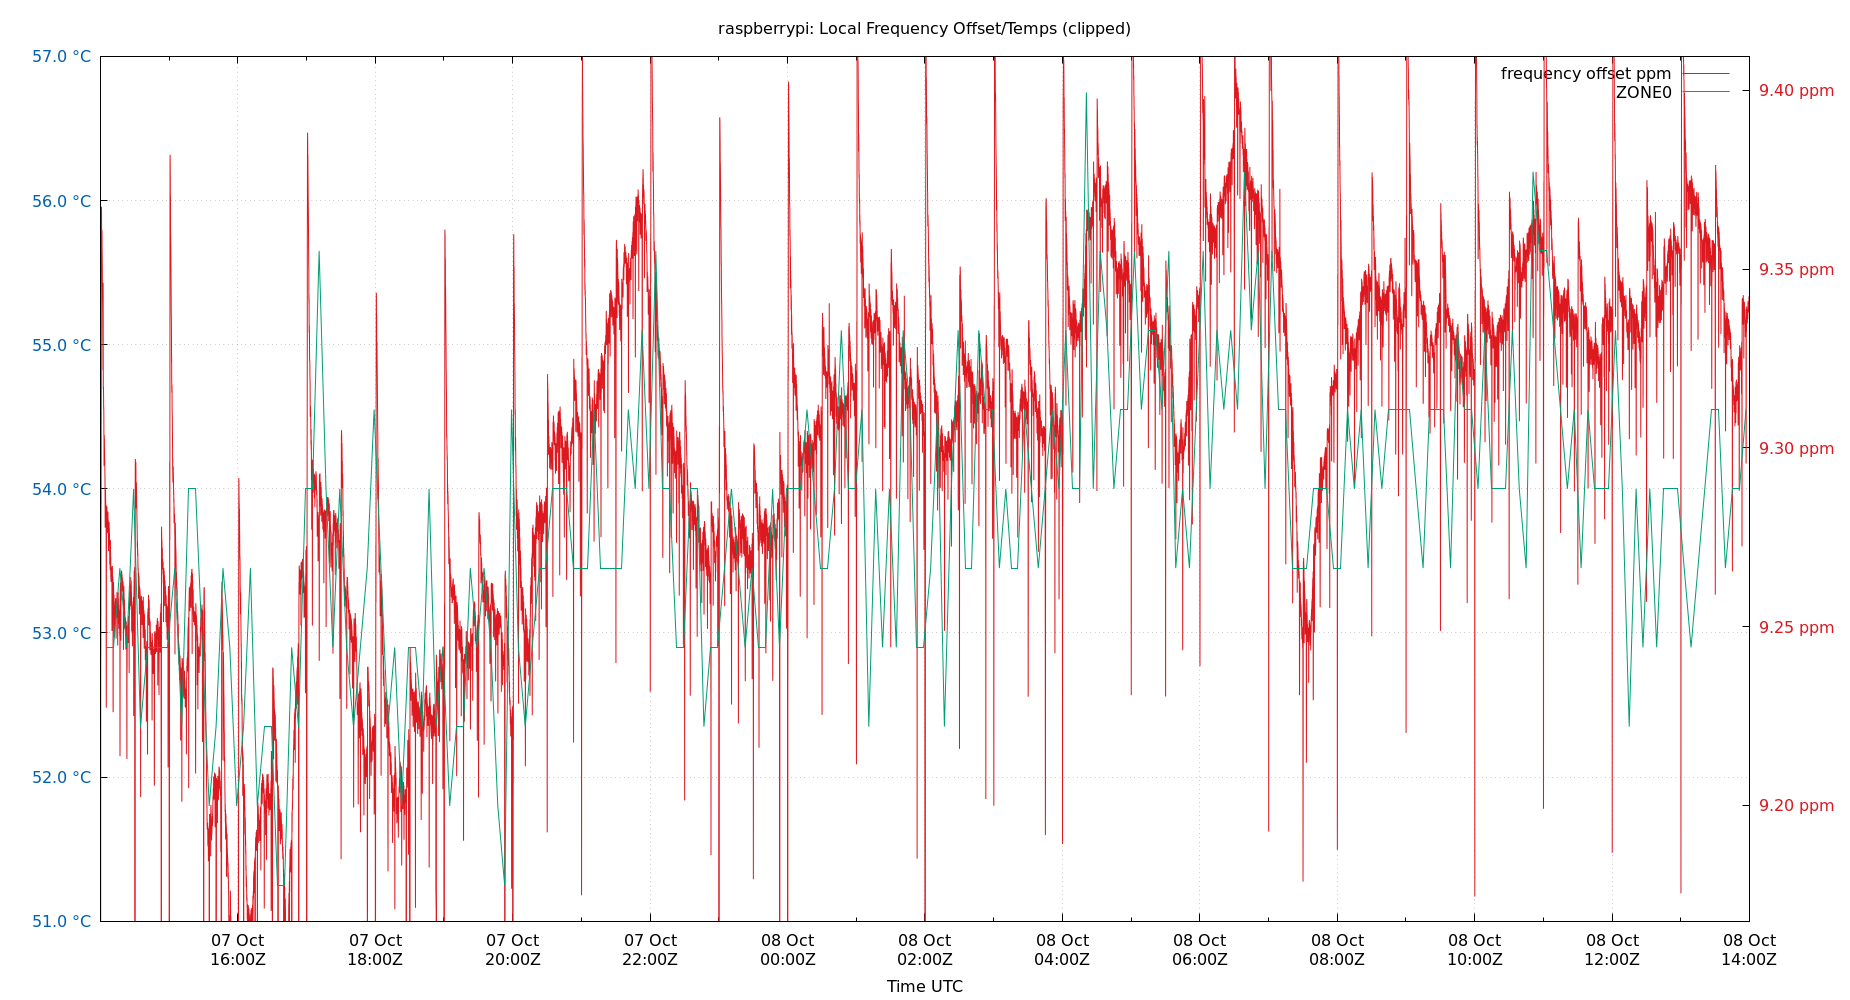 raspberrypi: Local Frequency Offset/Temps (clipped)
frequency offset ppm
ZONE0
57.0 °C
56.0 °C
55.0 °C
54.0 °C
53.0 °C
52.0 °C
51.0 °C
9.40 ppm
9.35 ppm
9.30 ppm
9.25 ppm
9.20 ppm
07 Oct
16:00Z
07 Oct
18:00Z
07 Oct
20:00Z
07 Oct
22:00Z
08 Oct
00:00Z
08 Oct
02:00Z
08 Oct
04:00Z
08 Oct
06:00Z
08 Oct
08:00Z
08 Oct
10:00Z
08 Oct
12:00Z
08 Oct
14:00Z
Time UTC